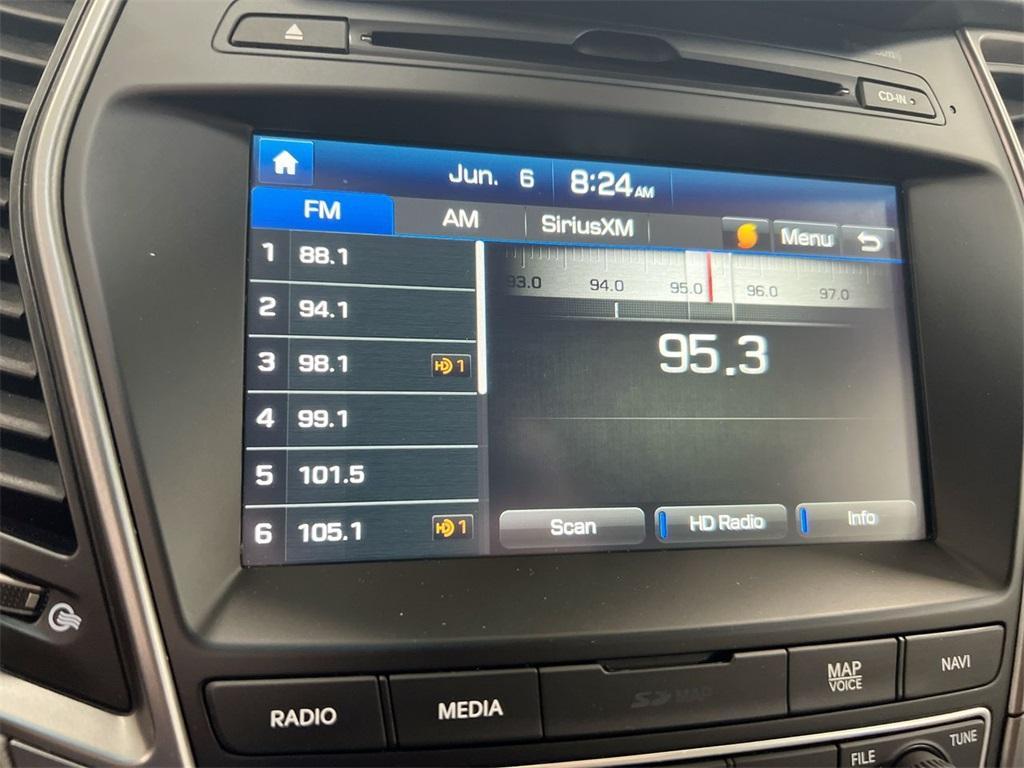 CD-IN
Jun. 6 8:24 AM
FM AM SiriusXM Menu
1 88.1
2 94.1
3 98.1 HD 1
4 99.1
5 101.5
6 105.1 HD 1
93.0 94.0 95.0 96.0 97.0
95.3
Scan HD Radio Info
RADIO MEDIA SD MAP MAP VOICE NAVI
FILE TUNE